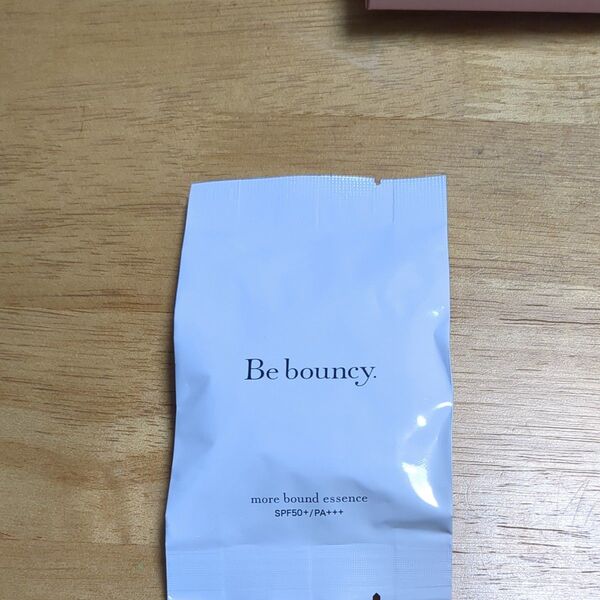 Be bouncy.
more bound essence
SPF50+/PA+++